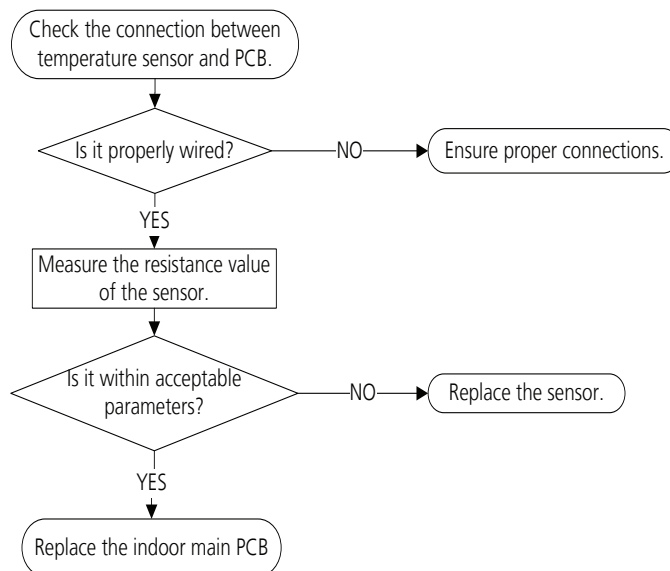 Check the connection between
temperature sensor and PCB.
Is it properly wired?
NO
Ensure proper connections.
YES
Measure the resistance value
of the sensor.
Is it within acceptable
parameters?
NO
Replace the sensor.
YES
Replace the indoor main PCB